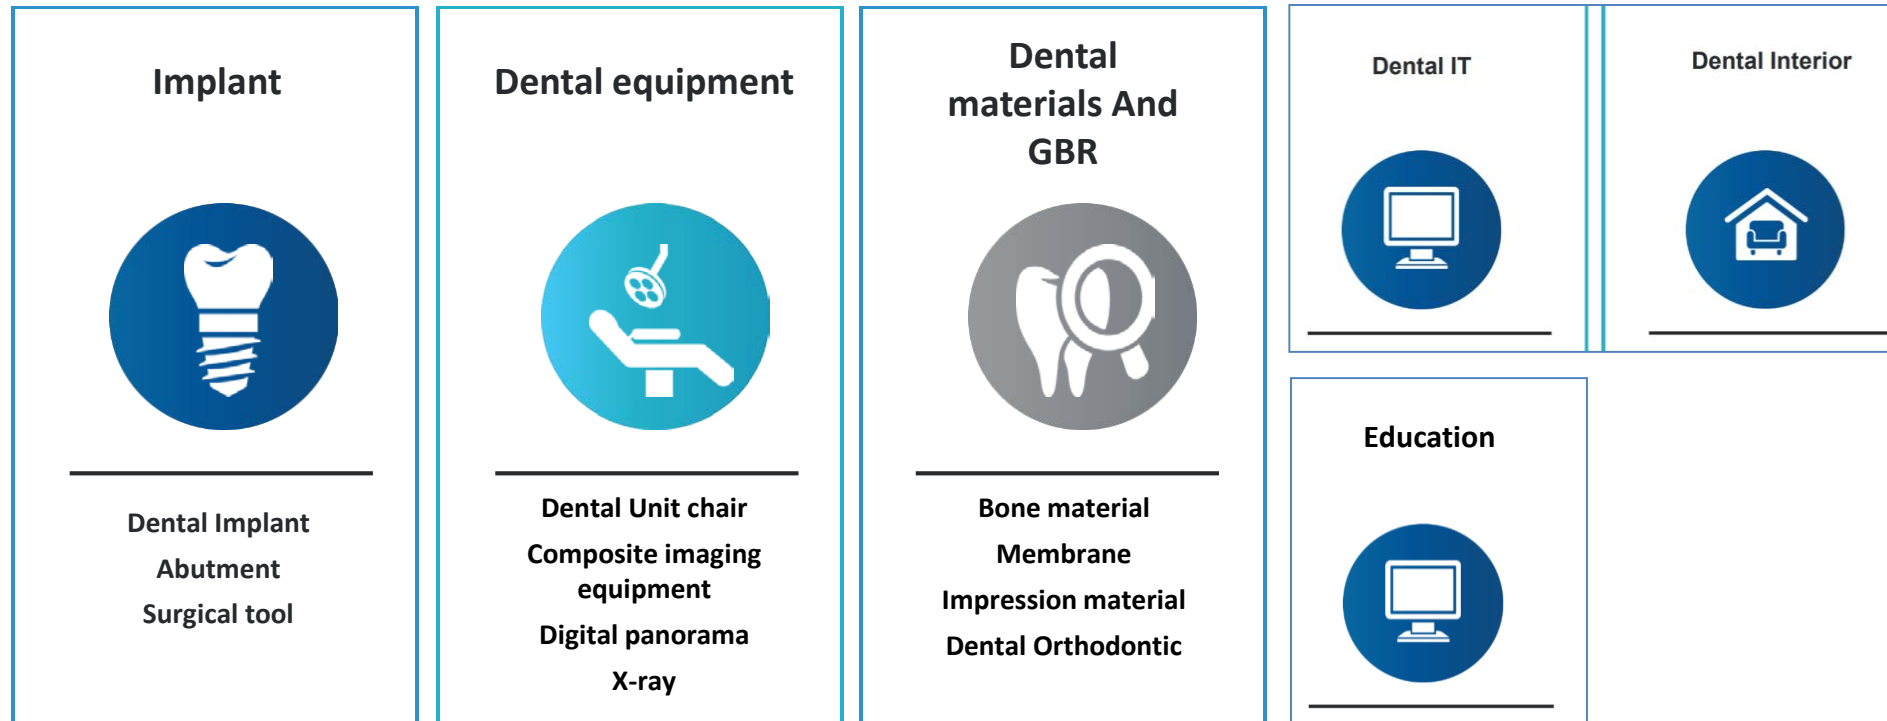 Implant
Dental Implant
Abutment
Surgical tool
Dental equipment
Dental Unit chair
Composite imaging
equipment
Digital panorama
X-ray
Dental
materials And
GBR
Bone material
Membrane
Impression material
Dental Orthodontic
Dental IT
Dental Interior
Education